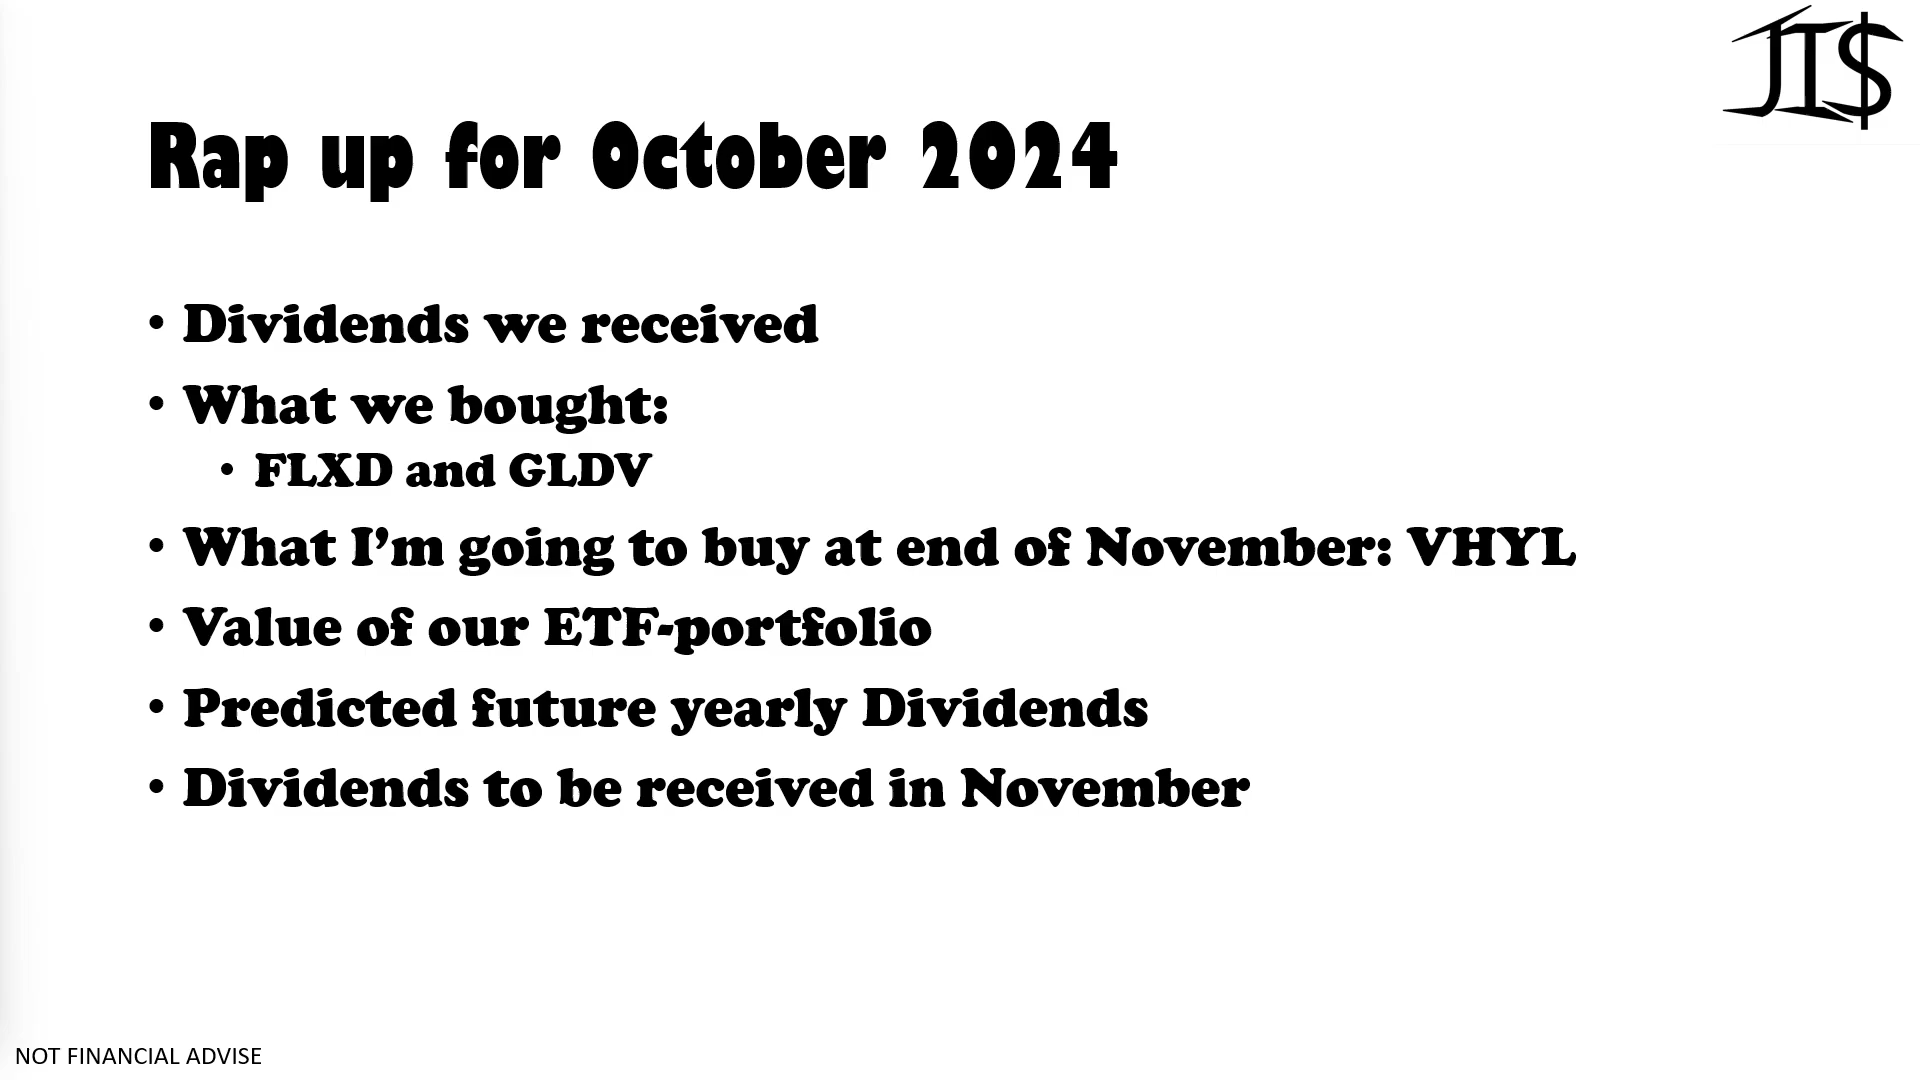 JI$
Rap up for October 2024
• Dividends we received
• What we bought:
• FLXD and GLDV
• What I’m going to buy at end of November: VHYL
• Value of our ETF-portfolio
• Predicted future yearly Dividends
• Dividends to be received in November
NOT FINANCIAL ADVISE